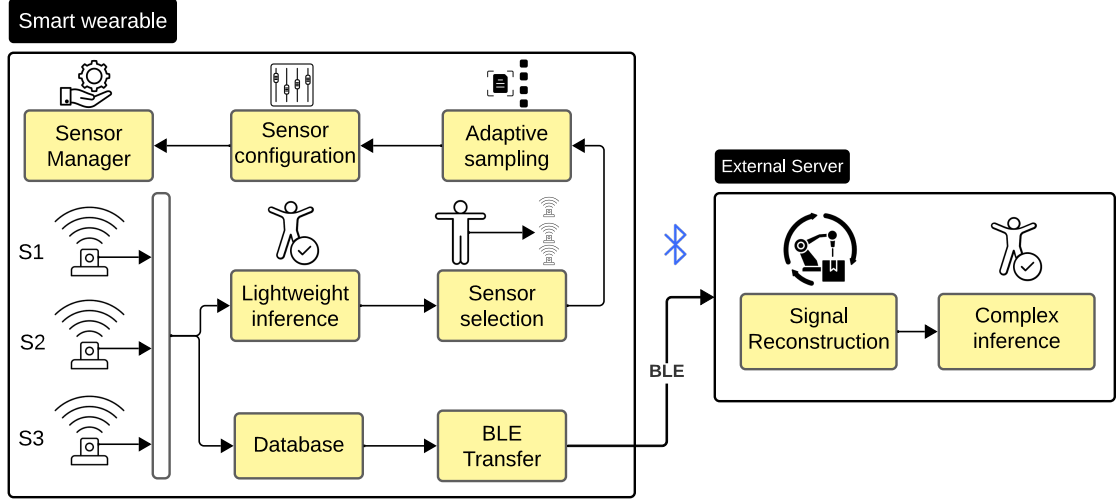 Smart wearable
Sensor
Manager
Sensor
configuration
Adaptive
sampling
External Server
S1
Lightweight
inference
Sensor
selection
Signal
Reconstruction
Complex
inference
S2
BLE
S3
Database
BLE
Transfer